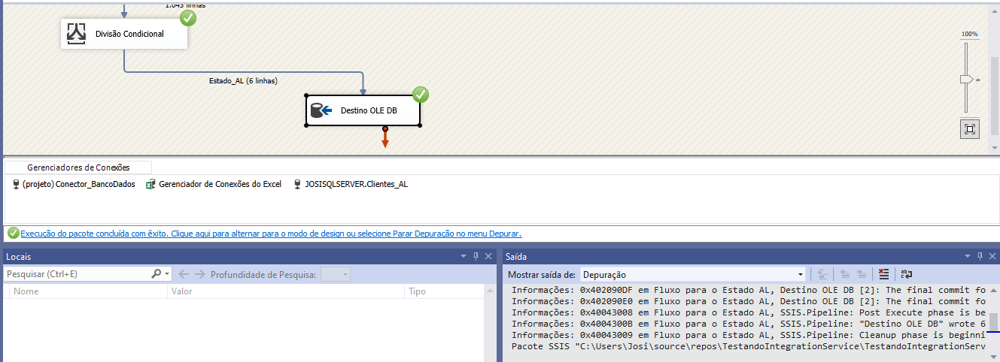 1.043 linhas
Divisão Condicional
100%
Estado_AL (6 linhas)
Destino OLE DB
Gerenciadores de Conexões
(projeto) Conector_BancoDados
Gerenciador de Conexões do Excel
JOSISQLSERVER.Clientes_AL
Execução do pacote concluída com êxito. Clique aqui para alternar para o modo de design ou selecione Parar Depuração no menu Depurar.
Locais
Pesquisar (Ctrl+E)
Profundidade de Pesquisa:
Nome
Valor
Tipo
Saída
Mostrar saída de:
Depuração
Informações: 0x402090DF em Fluxo para o Estado AL, Destino OLE DB [2]: The final commit fo
Informações: 0x402090E0 em Fluxo para o Estado AL, Destino OLE DB [2]: The final commit fo
Informações: 0x40043008 em Fluxo para o Estado AL, SSIS.Pipeline: Post Execute phase is be
Informações: 0x4004300B em Fluxo para o Estado AL, SSIS.Pipeline: "Destino OLE DB" wrote 6
Informações: 0x40043009 em Fluxo para o Estado AL, SSIS.Pipeline: Cleanup phase is beginni
Pacote SSIS "C:\Users\Josi\source\repos\TestandoIntegrationService\TestandoIntegrationServ